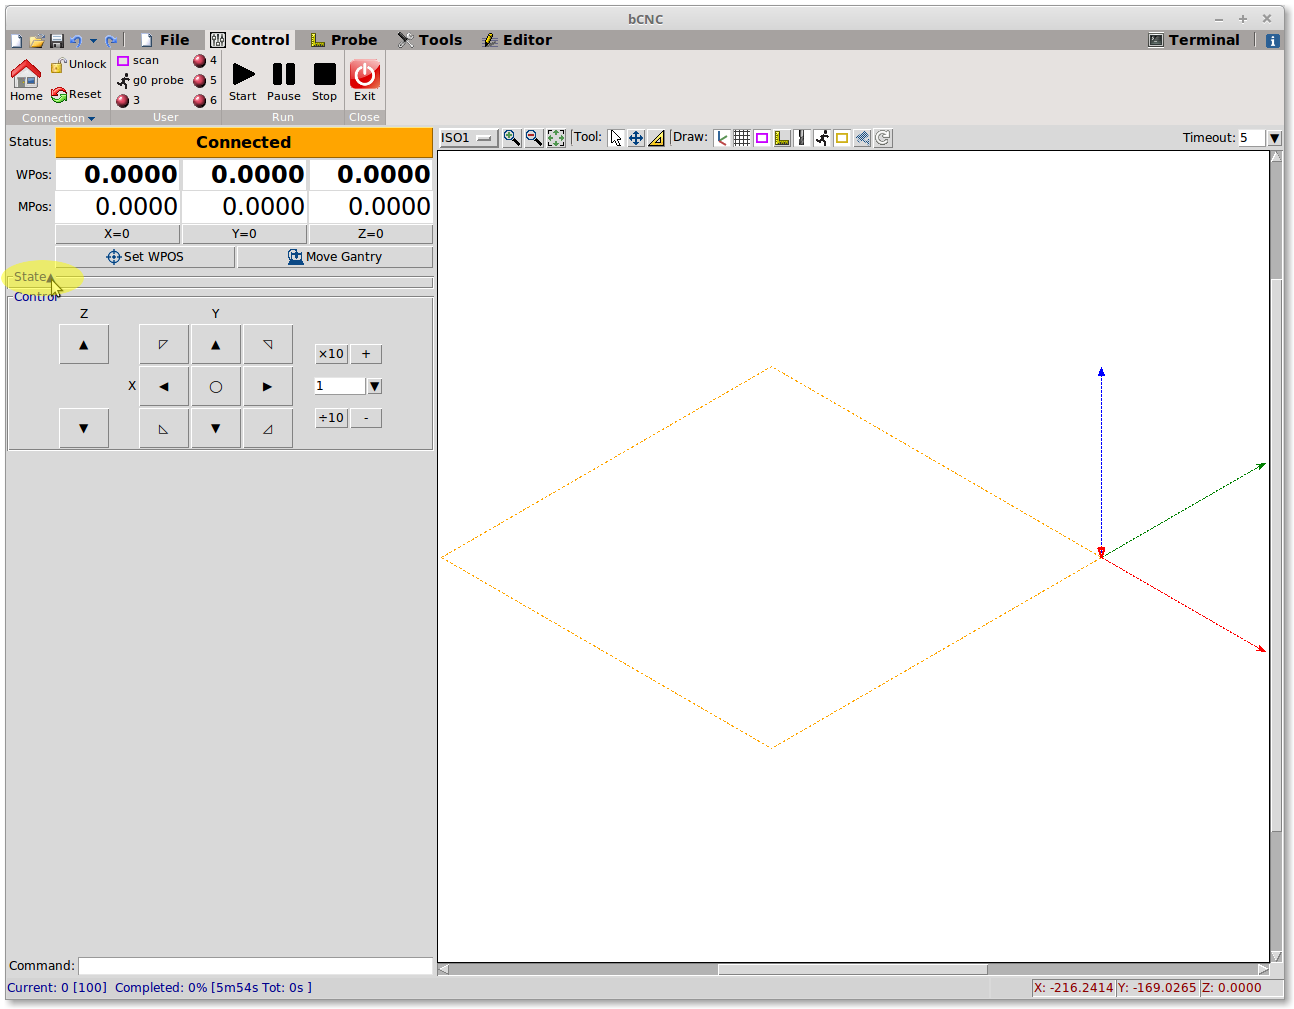 bCNC
File Control Probe Tools Editor Terminal
Home Unlock Reset
scan 4
g0 probe 5
3 6
Start Pause Stop Exit
Connection User Run Close
Status: Connected
WPos: 0.0000 0.0000 0.0000
MPos: 0.0000 0.0000 0.0000
X=0 Y=0 Z=0
Set WPOS Move Gantry
State
Control
Z Y
×10 +
X 1
÷10 -
ISO1 Tool: Draw: Timeout: 5
Command:
Current: 0 [100] Completed: 0% [5m54s Tot: 0s ]
X: -216.2414 Y: -169.0265 Z: 0.0000